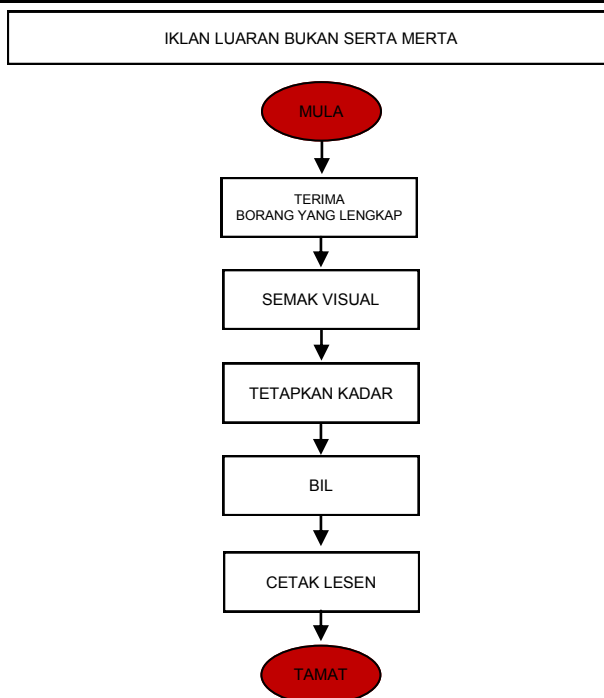 IKLAN LUARAN BUKAN SERTA MERTA
MULA
TERIMA
BORANG YANG LENGKAP
SEMAK VISUAL
TETAPKAN KADAR
BIL
CETAK LESEN
TAMAT